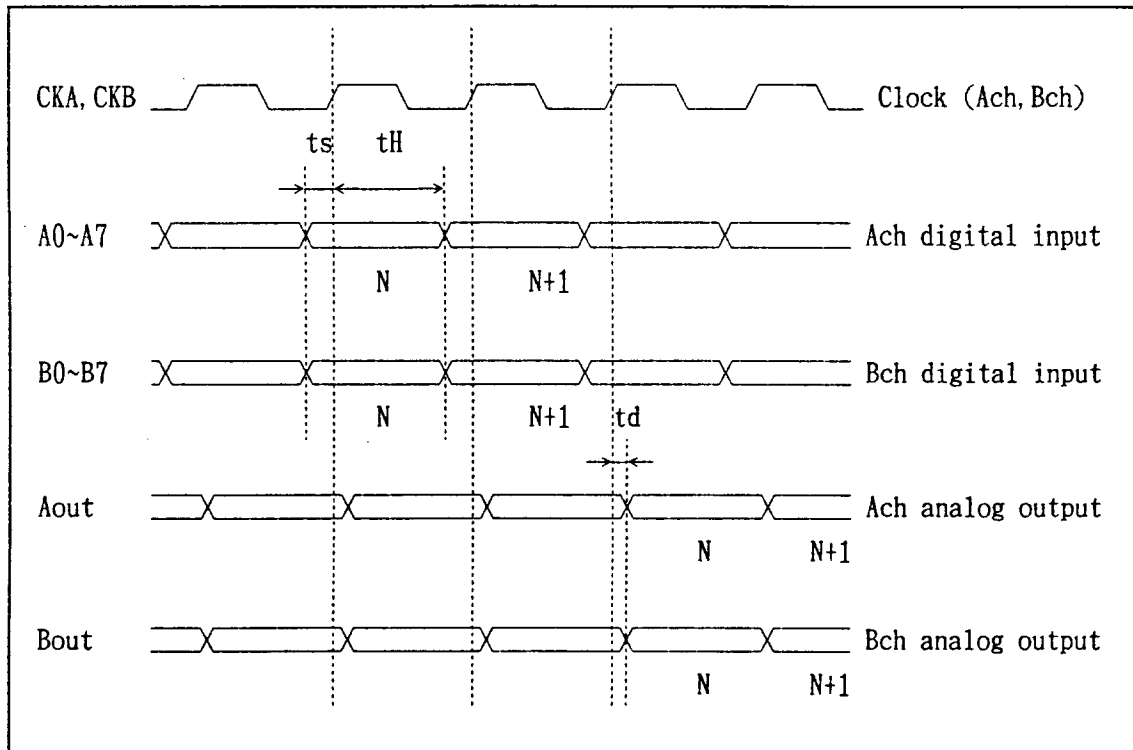 CKA, CKB Clock (Ach, Bch)
ts tH
A0~A7 Ach digital input
N N+1
B0~B7 Bch digital input
N N+1 td
Aout Ach analog output
N N+1
Bout Bch analog output
N N+1